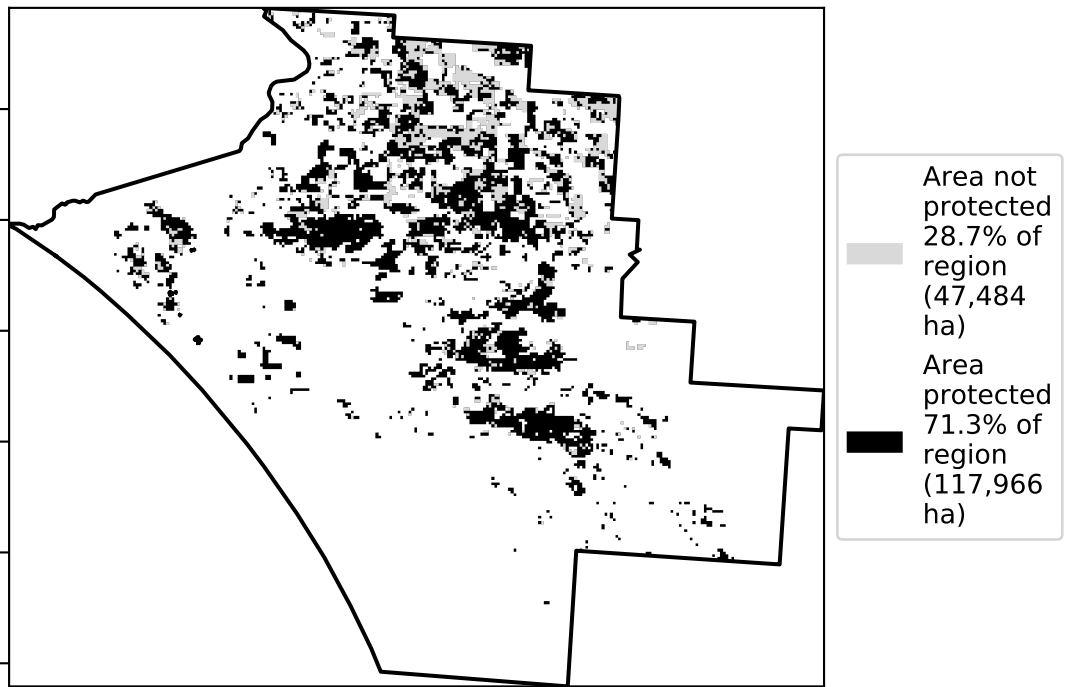 Area not
protected
28.7% of
region
(47,484
ha)
Area
protected
71.3% of
region
(117,966
ha)